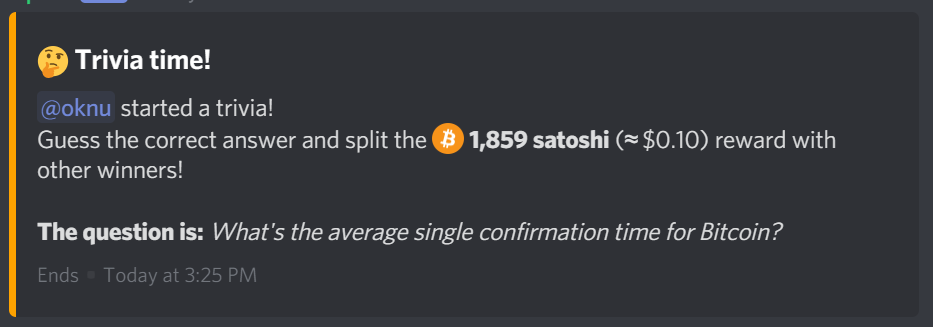 Trivia time!
@oknu started a trivia!
Guess the correct answer and split the 1,859 satoshi (≈ $0.10) reward with
other winners!
The question is: What's the average single confirmation time for Bitcoin?
Ends • Today at 3:25 PM